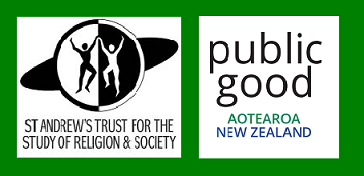 ST ANDREW'S TRUST FOR THE
STUDY OF RELIGION & SOCIETY
public
good
AOTEAROA
NEW ZEALAND